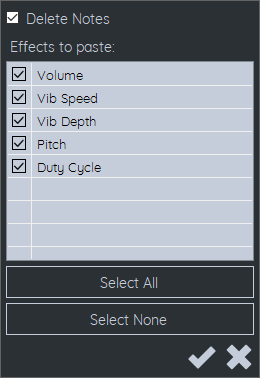 Delete Notes
Effects to paste:
Volume
Vib Speed
Vib Depth
Pitch
Duty Cycle
Select All
Select None